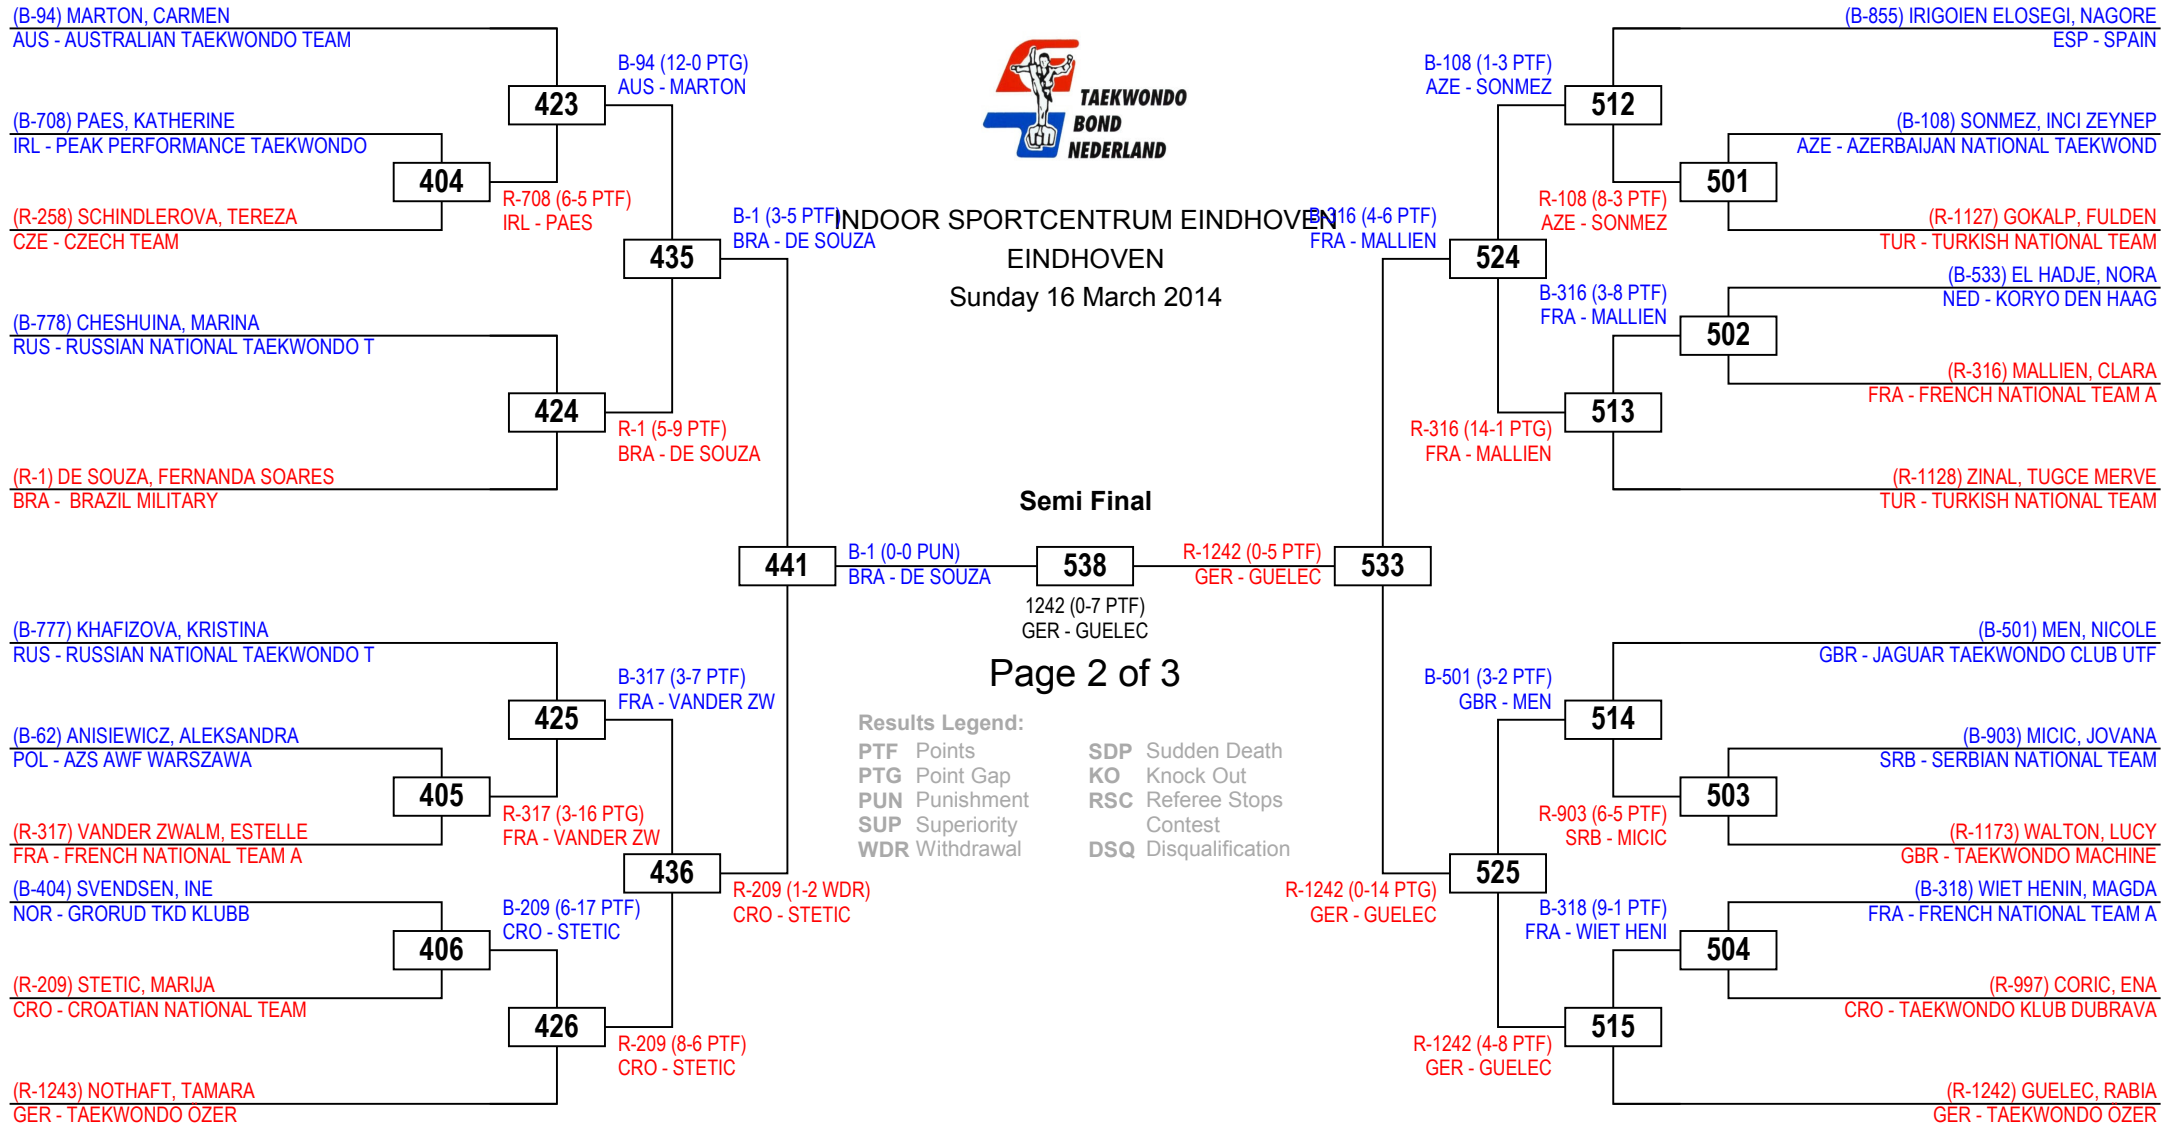 (B-94) MARTON, CARMEN
AUS - AUSTRALIAN TAEKWONDO TEAM
(B-708) PAES, KATHERINE
IRL - PEAK PERFORMANCE TAEKWONDO
(R-258) SCHINDLEROVA, TEREZA
CZE - CZECH TEAM
(B-778) CHESHUINA, MARINA
RUS - RUSSIAN NATIONAL TAEKWONDO T
(R-1) DE SOUZA, FERNANDA SOARES
BRA - BRAZIL MILITARY
(B-777) KHAFIZOVA, KRISTINA
RUS - RUSSIAN NATIONAL TAEKWONDO T
(B-62) ANISIEWICZ, ALEKSANDRA
POL - AZS AWF WARSZAWA
(R-317) VANDER ZWALM, ESTELLE
FRA - FRENCH NATIONAL TEAM A
(B-404) SVENDSEN, INE
NOR - GRORUD TKD KLUBB
(R-209) STETIC, MARIJA
CRO - CROATIAN NATIONAL TEAM
(R-1243) NOTHAFT, TAMARA
GER - TAEKWONDO ÖZER
404
R-708 (6-5 PTF)
IRL - PAES
405
R-317 (3-16 PTG)
FRA - VANDER ZW
406
B-209 (6-17 PTF)
CRO - STETIC
423
B-94 (12-0 PTG)
AUS - MARTON
424
R-1 (5-9 PTF)
BRA - DE SOUZA
425
B-317 (3-7 PTF)
FRA - VANDER ZW
426
R-209 (8-6 PTF)
CRO - STETIC
435
B-1 (3-5 PTF)
BRA - DE SOUZA
436
R-209 (1-2 WDR)
CRO - STETIC
441
B-1 (0-0 PUN)
BRA - DE SOUZA
TAEKWONDO
BOND
NEDERLAND
INDOOR SPORTCENTRUM EINDHOVEN
EINDHOVEN
Sunday 16 March 2014
Semi Final
538
1242 (0-7 PTF)
GER - GUELEC
Page 2 of 3
Results Legend:
PTF Points
SDP Sudden Death
PTG Point Gap
KO Knock Out
PUN Punishment
RSC Referee Stops
SUP Superiority
Contest
WDR Withdrawal
DSQ Disqualification
R-1242 (0-5 PTF)
GER - GUELEC
533
B-316 (4-6 PTF)
FRA - MALLIEN
524
R-1242 (0-14 PTG)
GER - GUELEC
525
B-108 (1-3 PTF)
AZE - SONMEZ
512
R-316 (14-1 PTG)
FRA - MALLIEN
513
B-501 (3-2 PTF)
GBR - MEN
514
R-1242 (4-8 PTF)
GER - GUELEC
515
R-108 (8-3 PTF)
AZE - SONMEZ
501
B-316 (3-8 PTF)
FRA - MALLIEN
502
R-903 (6-5 PTF)
SRB - MICIC
503
B-318 (9-1 PTF)
FRA - WIET HENI
504
(B-855) IRIGOIEN ELOSEGI, NAGORE
ESP - SPAIN
(B-108) SONMEZ, INCI ZEYNEP
AZE - AZERBAIJAN NATIONAL TAEKWOND
(R-1127) GOKALP, FULDEN
TUR - TURKISH NATIONAL TEAM
(B-533) EL HADJE, NORA
NED - KORYO DEN HAAG
(R-316) MALLIEN, CLARA
FRA - FRENCH NATIONAL TEAM A
(R-1128) ZINAL, TUGCE MERVE
TUR - TURKISH NATIONAL TEAM
(B-501) MEN, NICOLE
GBR - JAGUAR TAEKWONDO CLUB UTF
(B-903) MICIC, JOVANA
SRB - SERBIAN NATIONAL TEAM
(R-1173) WALTON, LUCY
GBR - TAEKWONDO MACHINE
(B-318) WIET HENIN, MAGDA
FRA - FRENCH NATIONAL TEAM A
(R-997) CORIC, ENA
CRO - TAEKWONDO KLUB DUBRAVA
(R-1242) GUELEC, RABIA
GER - TAEKWONDO ÖZER